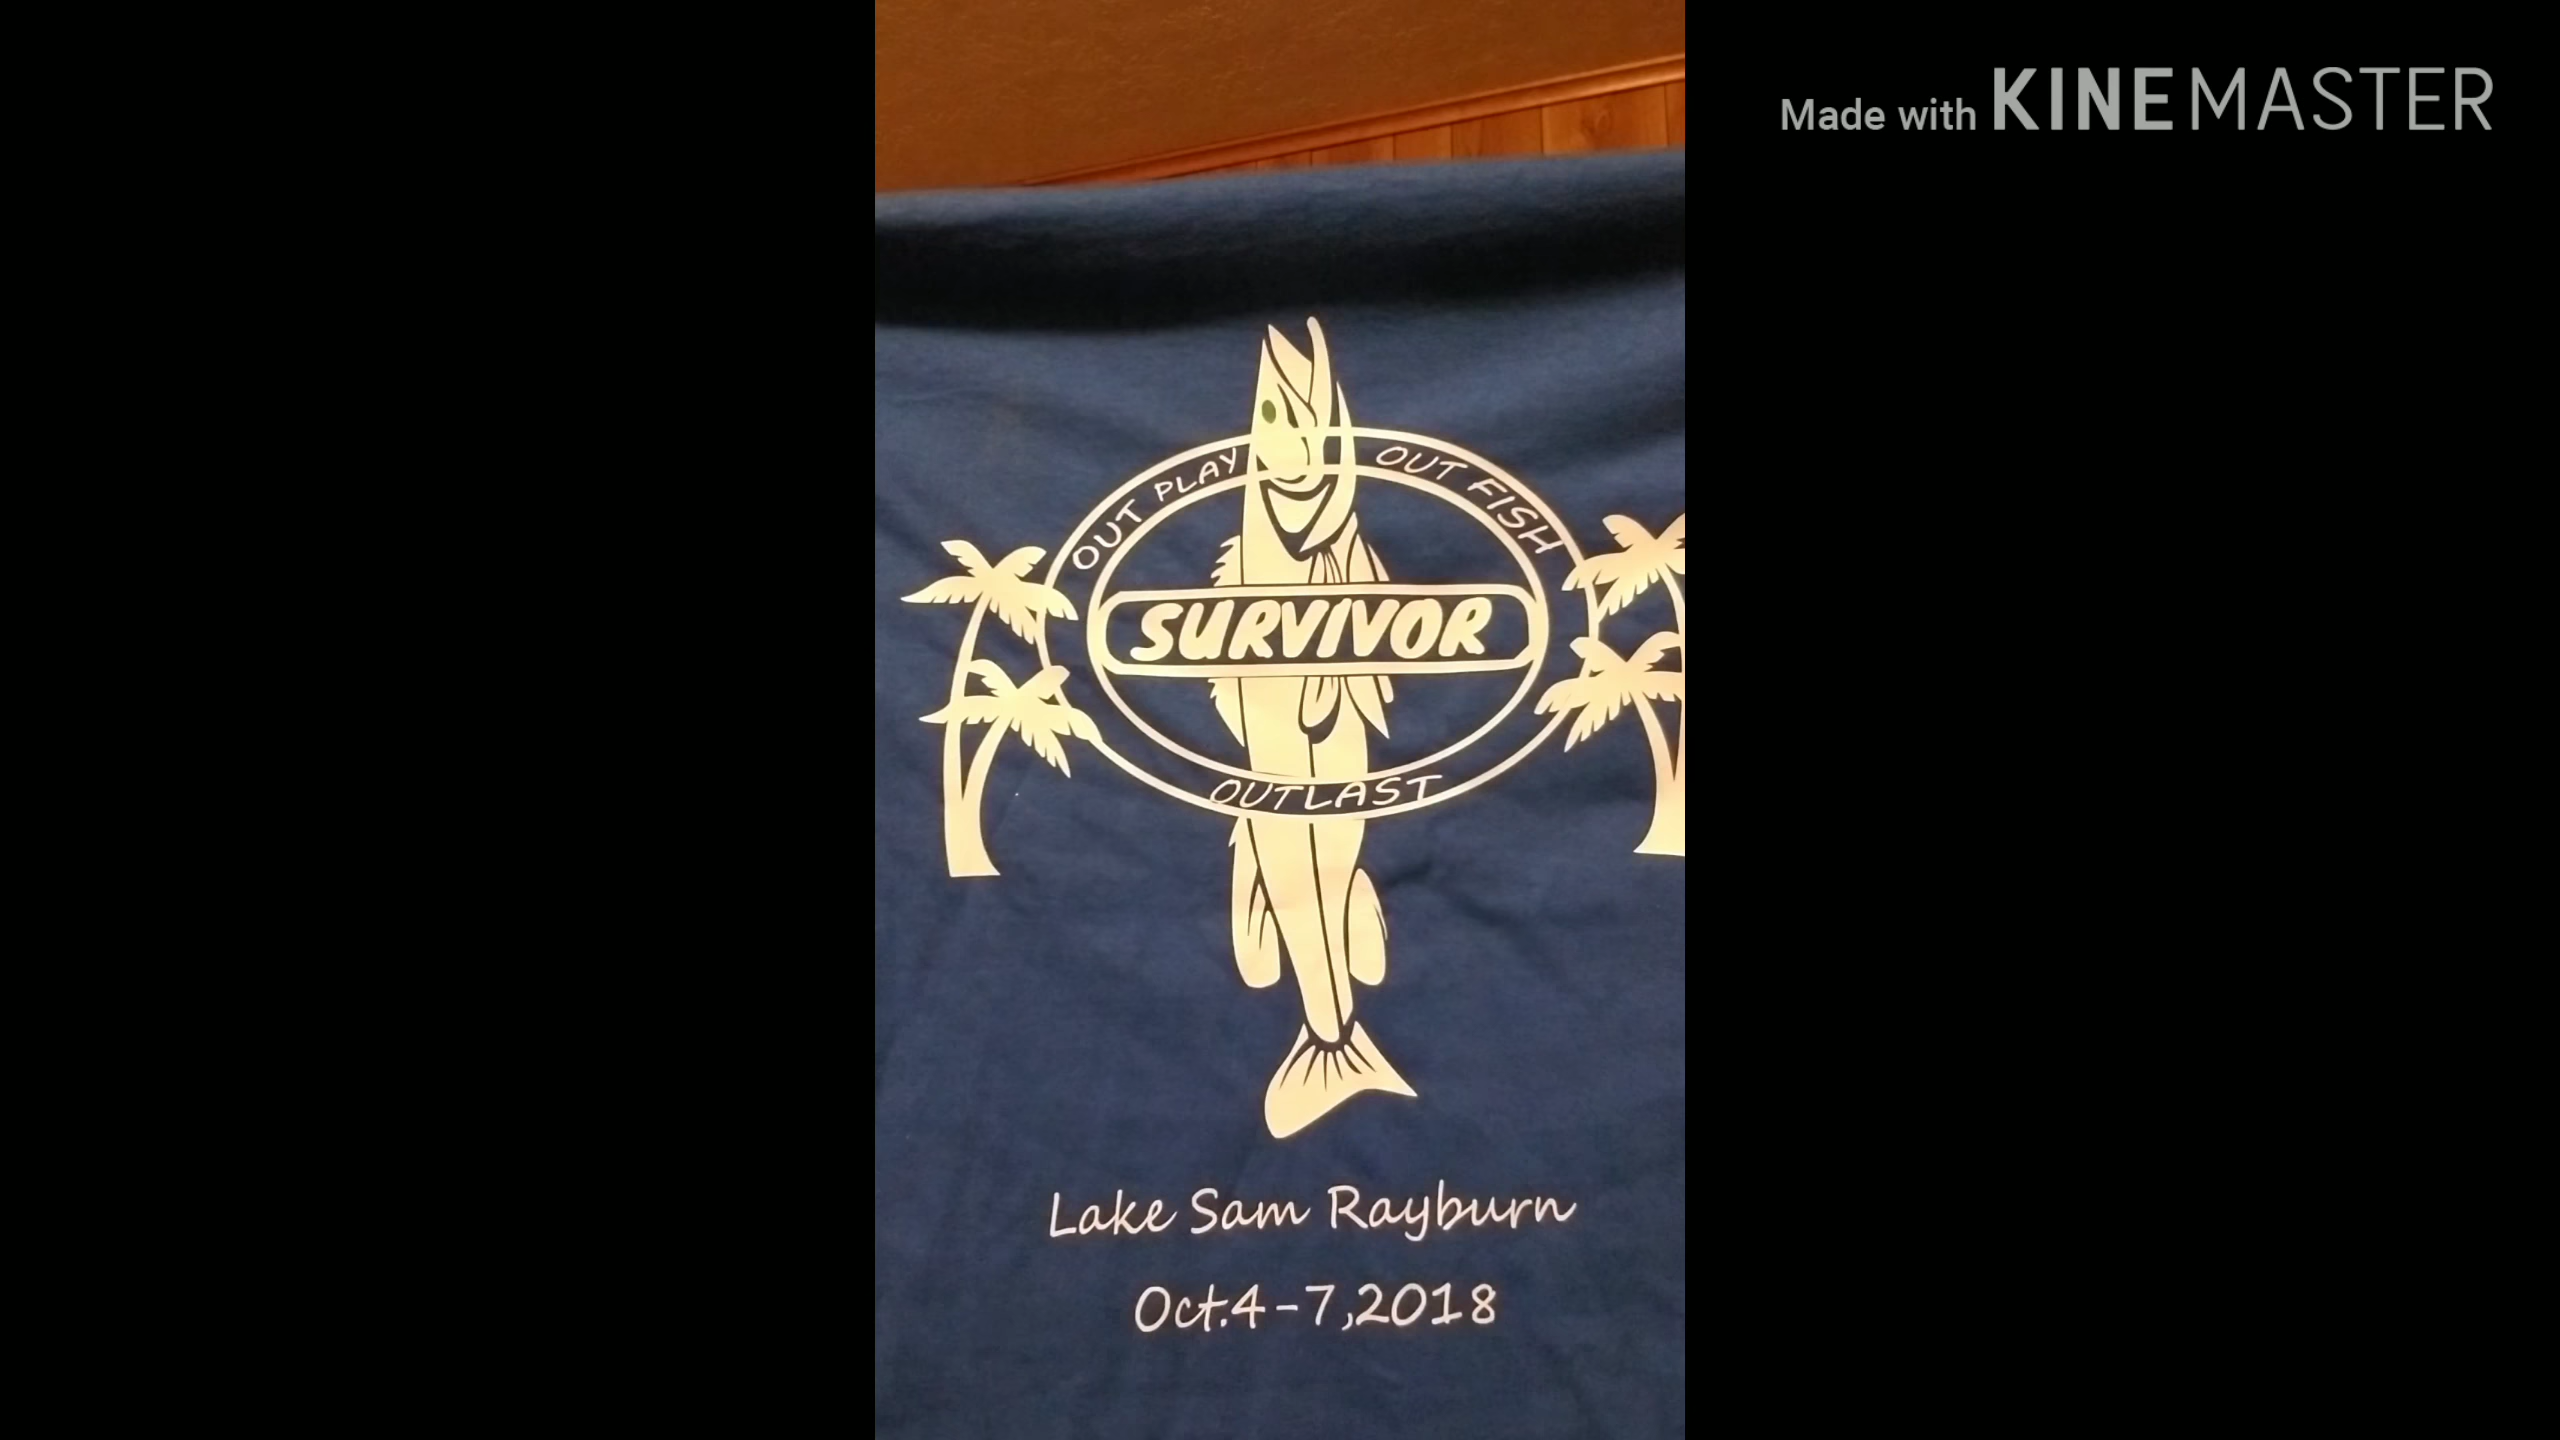 Made with KINEMASTER
OUT PLAY
OUT FISH
SURVIVOR
OUTLAST
Lake Sam Rayburn
Oct.4-7,2018